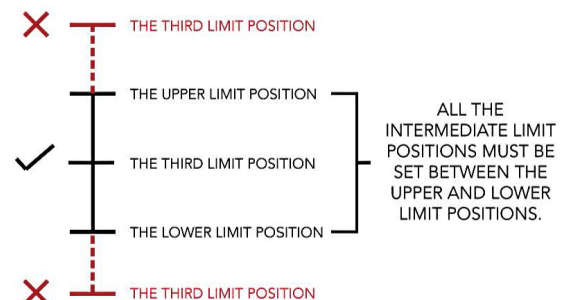 THE THIRD LIMIT POSITION
THE UPPER LIMIT POSITION
THE THIRD LIMIT POSITION
THE LOWER LIMIT POSITION
THE THIRD LIMIT POSITION
ALL THE
INTERMEDIATE LIMIT
POSITIONS MUST BE
SET BETWEEN THE
UPPER AND LOWER
LIMIT POSITIONS.